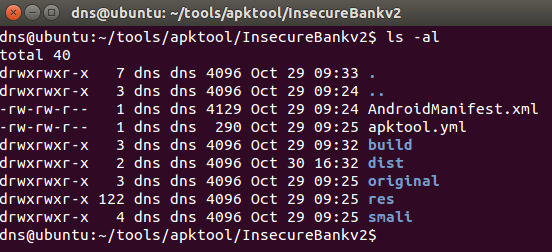 dns@ubuntu: ~/tools/apktool/InsecureBankv2
dns@ubuntu:~/tools/apktool/InsecureBankv2$ ls -al
total 40
drwxrwxr-x   7 dns dns 4096 Oct 29 09:33 .
drwxrwxr-x   3 dns dns 4096 Oct 29 09:24 ..
-rw-rw-r--   1 dns dns 4129 Oct 29 09:24 AndroidManifest.xml
-rw-rw-r--   1 dns dns  290 Oct 29 09:25 apktool.yml
drwxrwxr-x   3 dns dns 4096 Oct 29 09:32 build
drwxrwxr-x   2 dns dns 4096 Oct 30 16:32 dist
drwxrwxr-x   3 dns dns 4096 Oct 29 09:25 original
drwxrwxr-x 122 dns dns 4096 Oct 29 09:25 res
drwxrwxr-x   4 dns dns 4096 Oct 29 09:25 smali
dns@ubuntu:~/tools/apktool/InsecureBankv2$